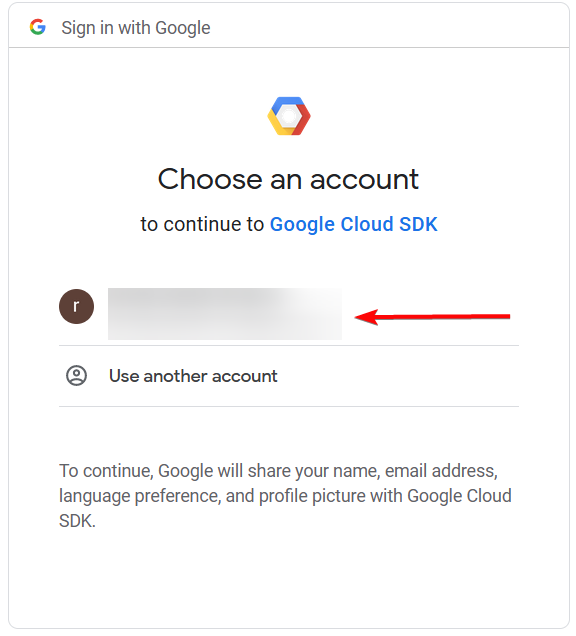 Sign in with Google
Choose an account
to continue to Google Cloud SDK
r
Use another account
To continue, Google will share your name, email address,
language preference, and profile picture with Google Cloud
SDK.